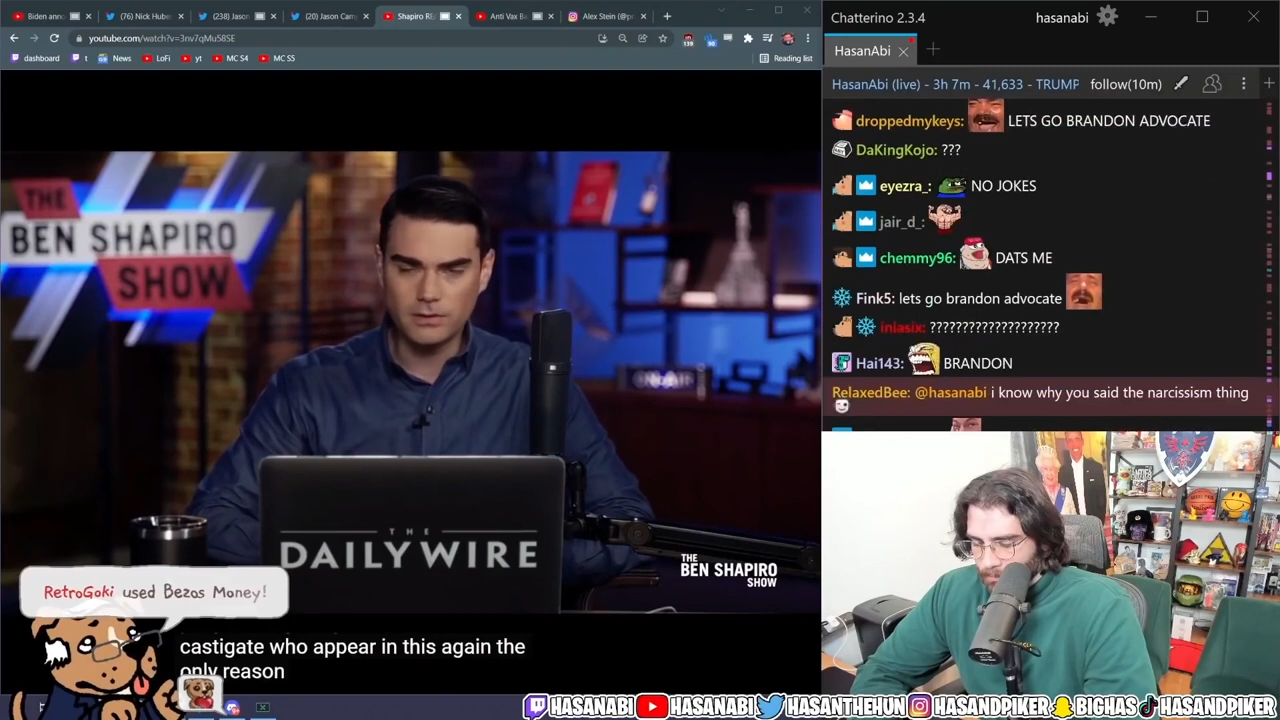 Biden anno
(76) Nick Hube
(238) Jason
(20) Jason Cam
Shapiro RE
Anti Vax Ba
Alex Stein (@p
youtube.com/watch?v=3nv7qMu58SE
dashboard
t
News
LoFi
yt
MC S4
MC S5
Reading list
Chatterino 2.3.4
hasanabi
HasanAbi
HasanAbi (live) - 3h 7m - 41,633 - TRUMP
follow(10m)
droppedmykeys: LETS GO BRANDON ADVOCATE
DaKingKojo: ???
eyezra_: NO JOKES
jair_d_:
chemmy96: DATS ME
Fink5: lets go brandon advocate
iniasix: ????????????????????
Hai143: BRANDON
RelaxedBee: @hasanabi i know why you said the narcissism thing
THE
BEN SHAPIRO
SHOW
ON-AIR
THE
DAILY WIRE
THE
BEN SHAPIRO
SHOW
RetroGoki used Bezos Money!
castigate who appear in this again the
only reason
HASANABI
HASANABI
HASANTHEHUN
HASANDPIKER
BIGHAS
HASANDPIKER